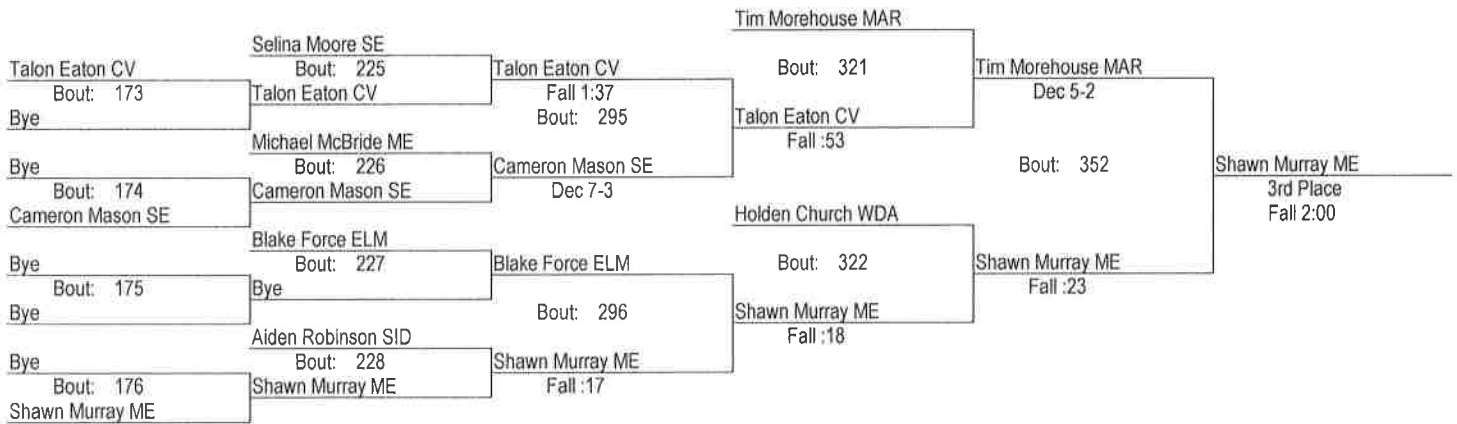 Talon Eaton CV
Bout: 173
Bye
Bye
Bout: 174
Cameron Mason SE
Bye
Bout: 175
Bye
Bye
Bout: 176
Shawn Murray ME
Selina Moore SE
Bout: 225
Talon Eaton CV
Michael McBride ME
Bout: 226
Cameron Mason SE
Blake Force ELM
Bout: 227
Bye
Aiden Robinson SID
Bout: 228
Shawn Murray ME
Talon Eaton CV
Fall 1:37
Bout: 295
Cameron Mason SE
Dec 7-3
Blake Force ELM
Bout: 296
Shawn Murray ME
Fall :17
Tim Morehouse MAR
Bout: 321
Talon Eaton CV
Fall :53
Holden Church WDA
Bout: 322
Shawn Murray ME
Fall :18
Tim Morehouse MAR
Dec 5-2
Bout: 352
Shawn Murray ME
Fall :23
Shawn Murray ME
3rd Place
Fall 2:00